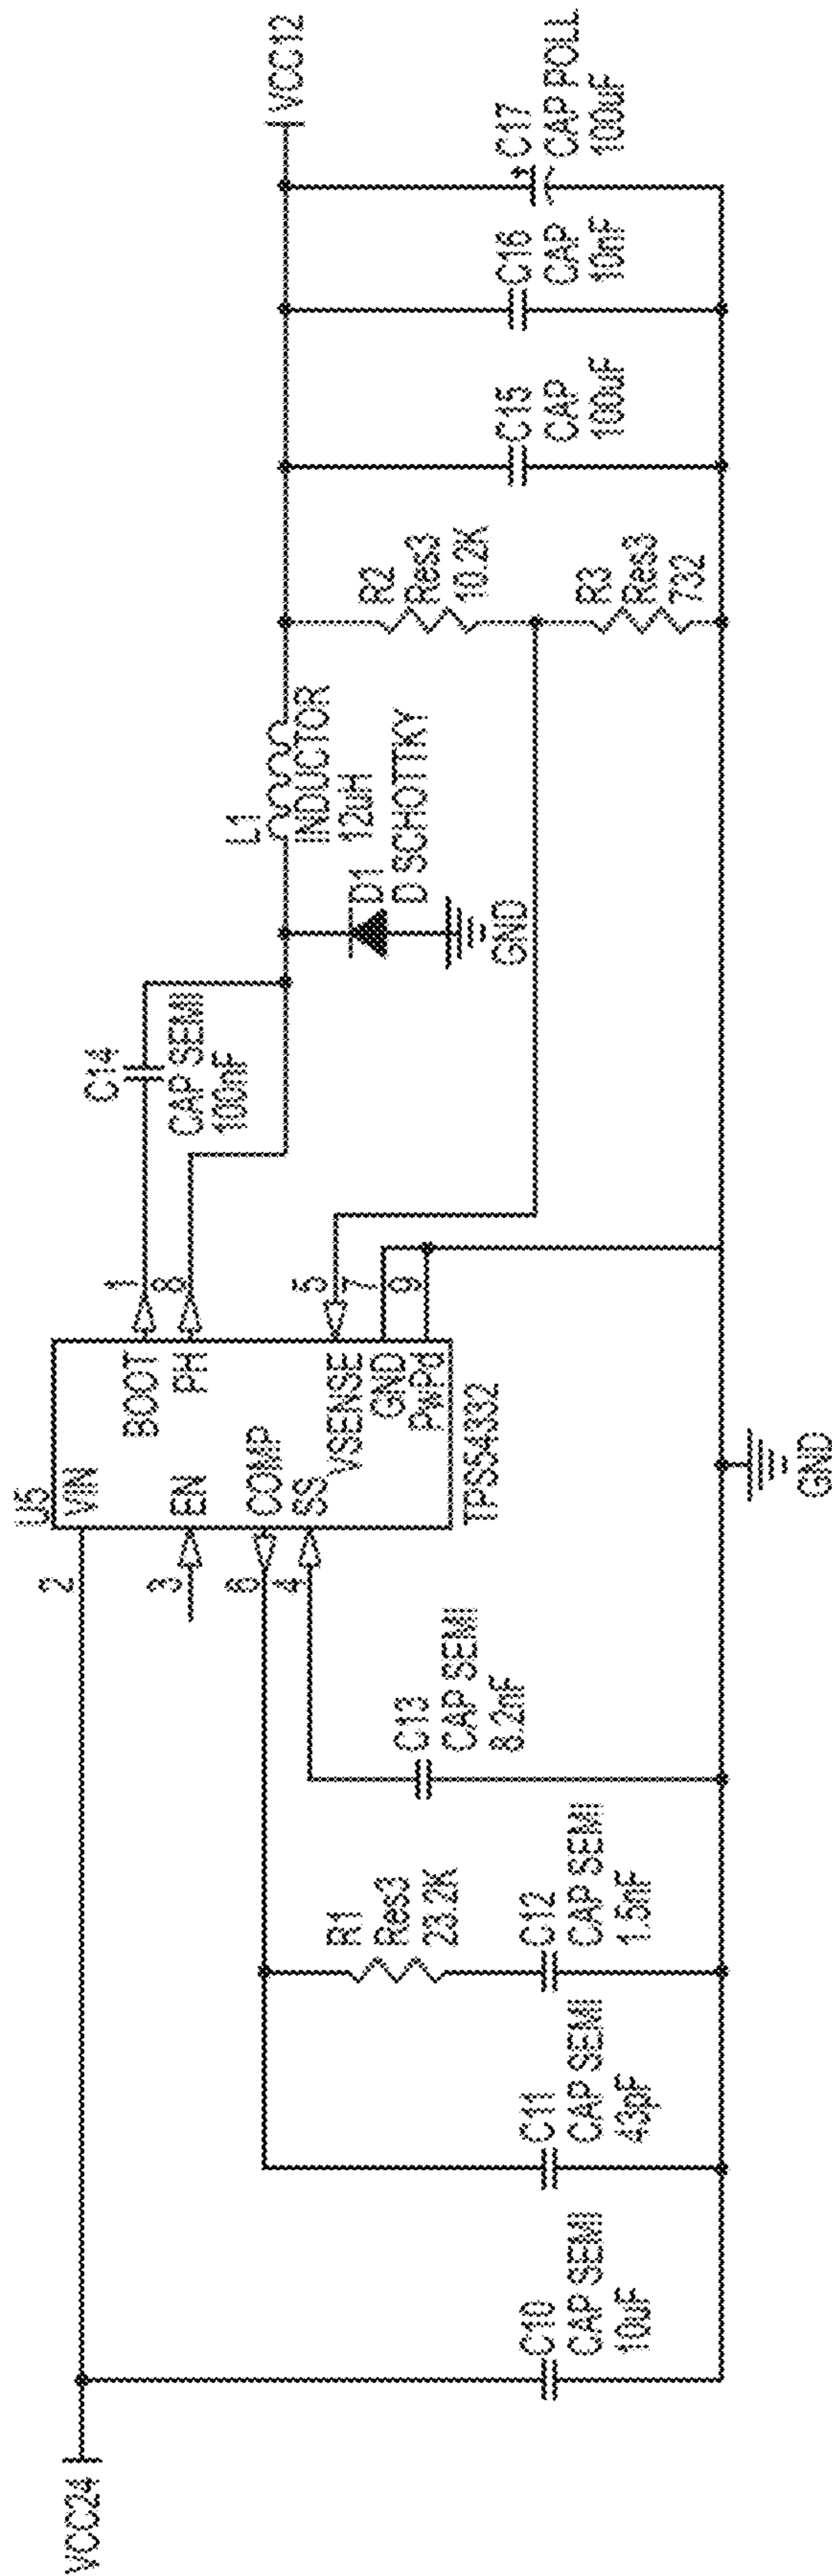 VCC24
C10
CAP SEMI
10uF
C11
CAP SEMI
43pF
R1
Res3
23.2K
C12
CAP SEMI
1.5nF
C13
CAP SEMI
8.2nF
2
3
6
4
U5
VIN
EN
COMP
SS
BOOT
PH
VSENSE
GND
PwPd
TPS54332
1
8
5
7
9
GND
C14
CAP SEMI
100nF
D1
D SCHOTTKY
GND
L1
INDUCTOR
12uH
R2
Res3
10.2K
R3
Res3
732
C15
CAP
100uF
C16
CAP
10nF
C17
CAP POLL
100uF
+
VCC12